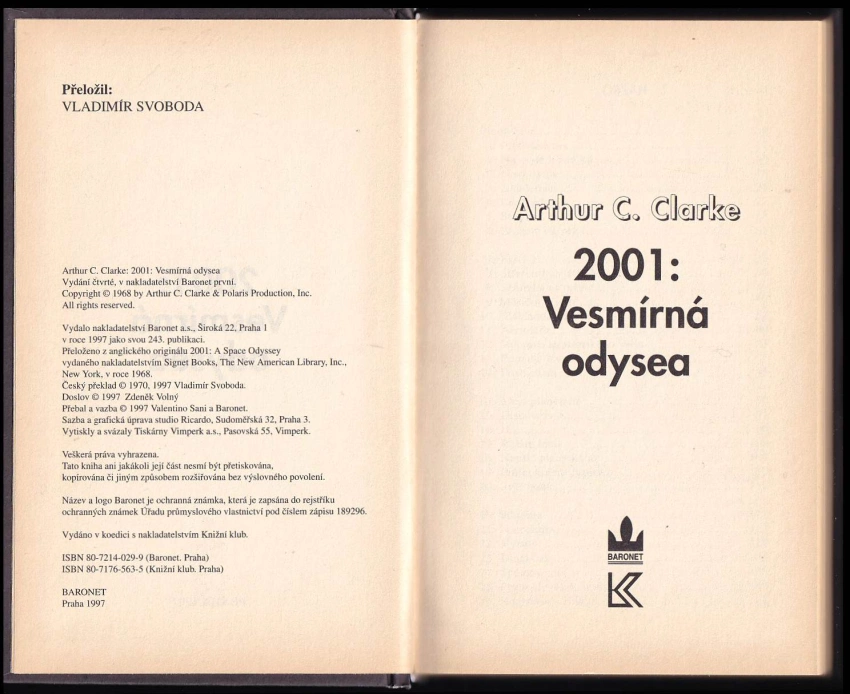 Přeložil:
VLADIMÍR SVOBODA
Arthur C. Clarke: 2001: Vesmírná odysea
Vydání čtvrté, v nakladatelství Baronet první.
Copyright © 1968 by Arthur C. Clarke & Polaris Production, Inc.
All rights reserved.
Vydalo nakladatelství Baronet a.s., Široká 22, Praha 1
v roce 1997 jako svou 243. publikaci.
Přeloženo z anglického originálu 2001: A Space Odyssey
vydaného nakladatelstvím Signet Books, The New American Library, Inc.,
New York, v roce 1968.
Český překlad © 1970, 1997 Vladimír Svoboda.
Doslov © 1997 Zdeněk Volný
Přebal a vazba © 1997 Valentino Sani a Baronet.
Sazba a grafická úprava studio Ricardo, Sudoměřská 32, Praha 3.
Vytiskly a svázaly Tiskárny Vimperk a.s., Pasovská 55, Vimperk.
Veškerá práva vyhrazena.
Tato kniha ani jakákoli její část nesmí být přetiskována,
kopírována či jiným způsobem rozšiřována bez výslovného povolení.
Název a logo Baronet je ochranná známka, která je zapsána do rejstříku
ochranných známek Úřadu průmyslového vlastnictví pod číslem zápisu 189296.
Vydáno v koedici s nakladatelstvím Knižní klub.
ISBN 80-7214-029-9 (Baronet. Praha)
ISBN 80-7176-563-5 (Knižní klub. Praha)
BARONET
Praha 1997
Arthur C. Clarke
2001:
Vesmírná
odysea
BARONET